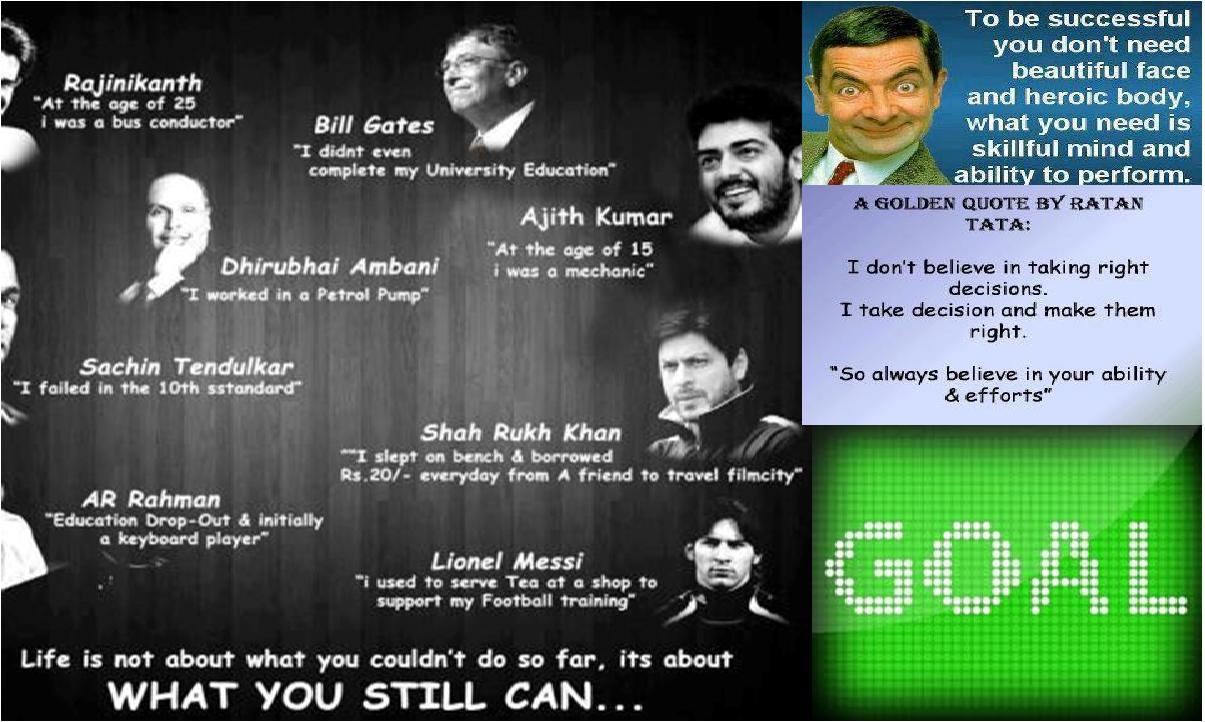 Rajinikanth
"At the age of 25
i was a bus conductor"
Bill Gates
"I didnt even
complete my University Education"
Ajith Kumar
"At the age of 15
i was a mechanic"
Dhirubhai Ambani
"I worked in a Petrol Pump"
Sachin Tendulkar
"I failed in the 10th sstandard"
Shah Rukh Khan
""I slept on bench & borrowed
Rs.20/- everyday from A friend to travel filmcity"
AR Rahman
"Education Drop-Out & initially
a keyboard player"
Lionel Messi
"i used to serve Tea at a shop to
support my Football training"
Life is not about what you couldn't do so far, its about
WHAT YOU STILL CAN...
To be successful
you don't need
beautiful face
and heroic body,
what you need is
skillful mind and
ability to perform.
A GOLDEN QUOTE BY RATAN
TATA:
I don't believe in taking right
decisions.
I take decision and make them
right.
"So always believe in your ability
& efforts"
GOAL